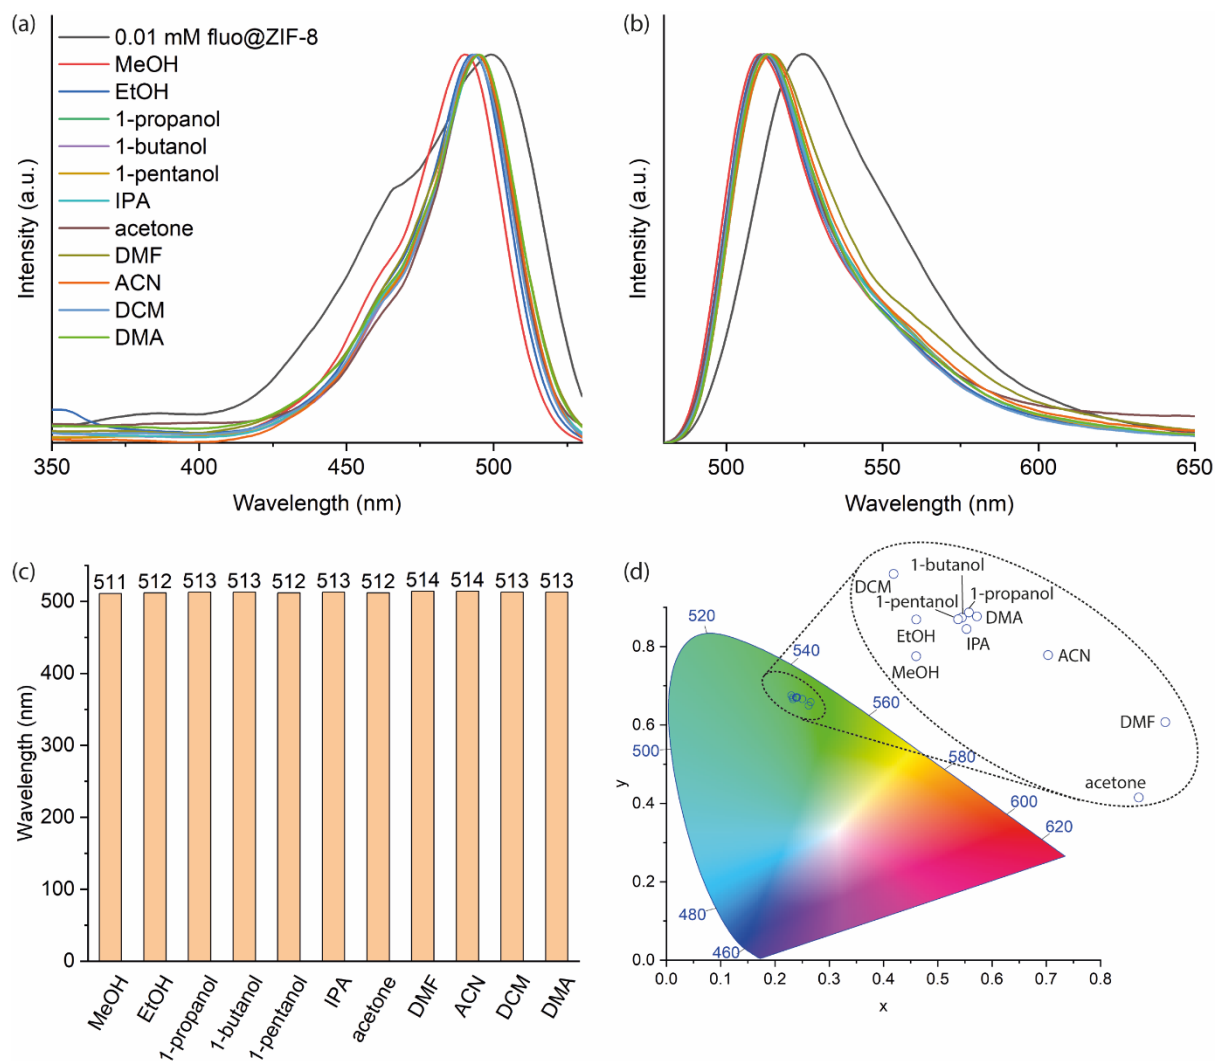 (a)
0.01 mM fluo@ZIF-8
MeOH
EtOH
1-propanol
1-butanol
1-pentanol
IPA
acetone
DMF
ACN
DCM
DMA
Intensity (a.u.)
350 400 450 500
Wavelength (nm)
(b)
Intensity (a.u.)
500 550 600 650
Wavelength (nm)
(c)
511 512 513 513 512 513 512 514 514 513 513
500
400
300
200
100
0
Wavelength (nm)
MeOH EtOH 1-propanol 1-butanol 1-pentanol IPA acetone DMF ACN DCM DMA
(d)
1-butanol
DCM
1-propanol
1-pentanol
DMA
EtOH
IPA
MeOH
ACN
DMF
acetone
520
540
560
500
580
600
620
480
460
0.8
0.6
0.4
0.2
0.0
y
0.0 0.1 0.2 0.3 0.4 0.5 0.6 0.7 0.8
x